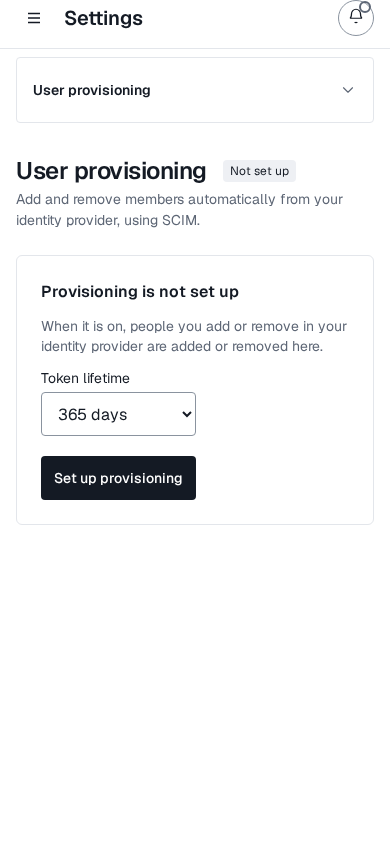 Settings
User provisioning
User provisioning
Not set up
Add and remove members automatically from your
identity provider, using SCIM.
Provisioning is not set up
When it is on, people you add or remove in your
identity provider are added or removed here.
Token lifetime
365 days
Set up provisioning